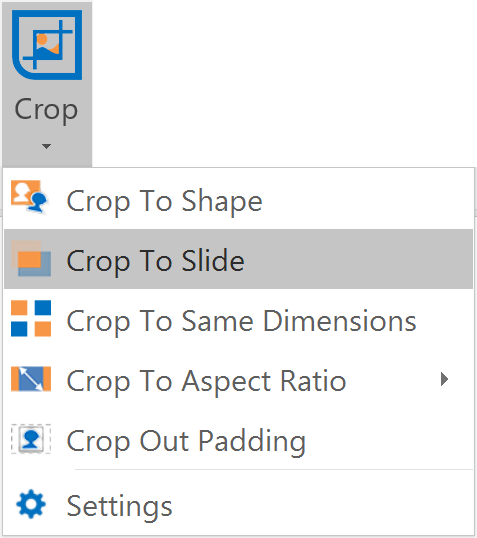 Crop
Crop To Shape
Crop To Slide
Crop To Same Dimensions
Crop To Aspect Ratio
Crop Out Padding
Settings